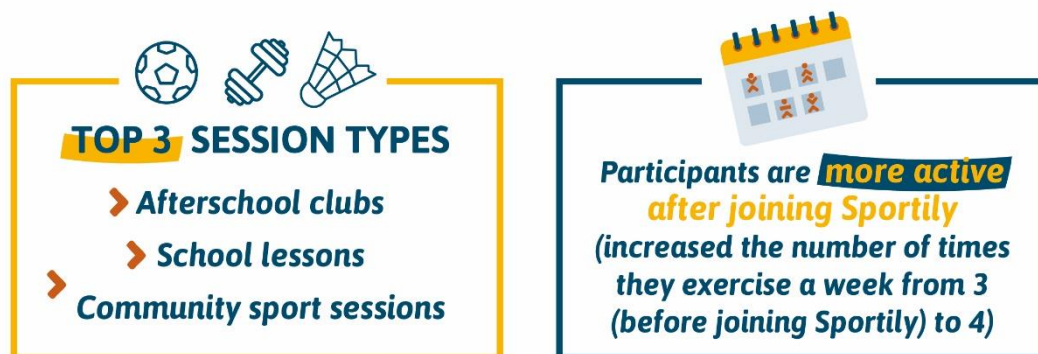 TOP 3 SESSION TYPES
Afterschool clubs
School lessons
Community sport sessions
Participants are more active
after joining Sportily
(increased the number of times
they exercise a week from 3
(before joining Sportily) to 4)